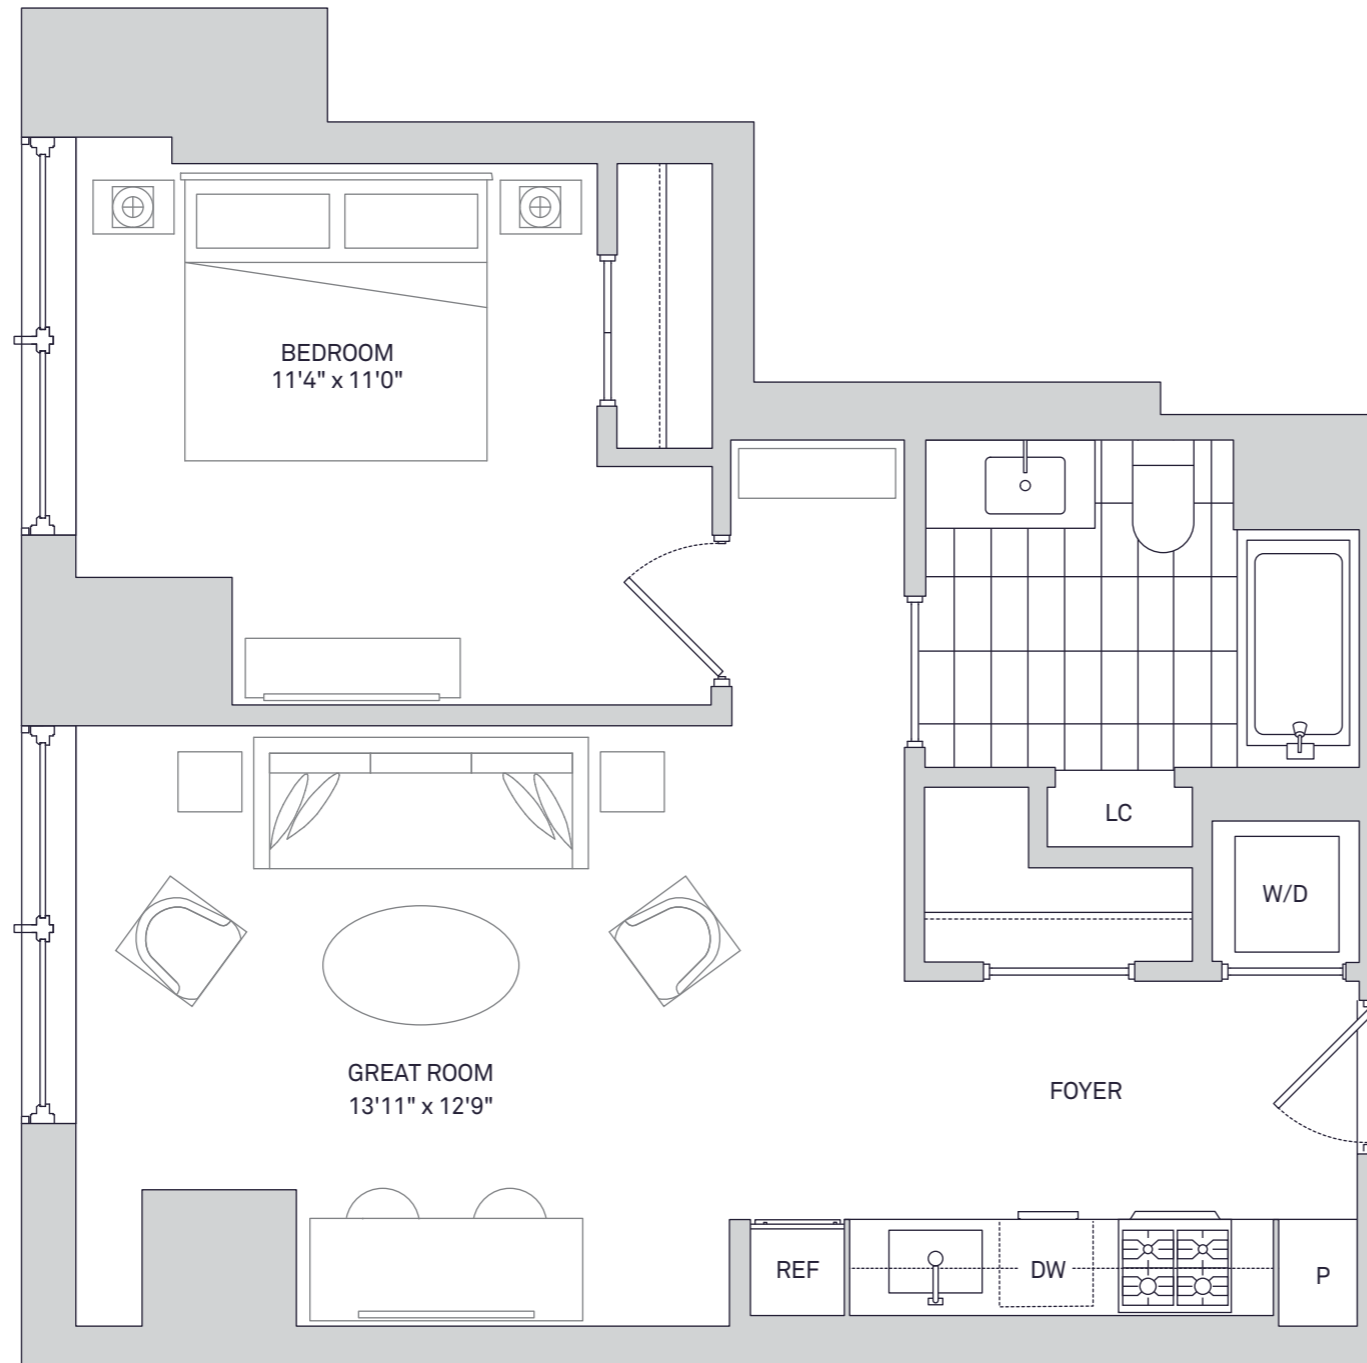 BEDROOM
11'4" x 11'0"
LC
W/D
GREAT ROOM
13'11" x 12'9"
FOYER
REF
DW
P